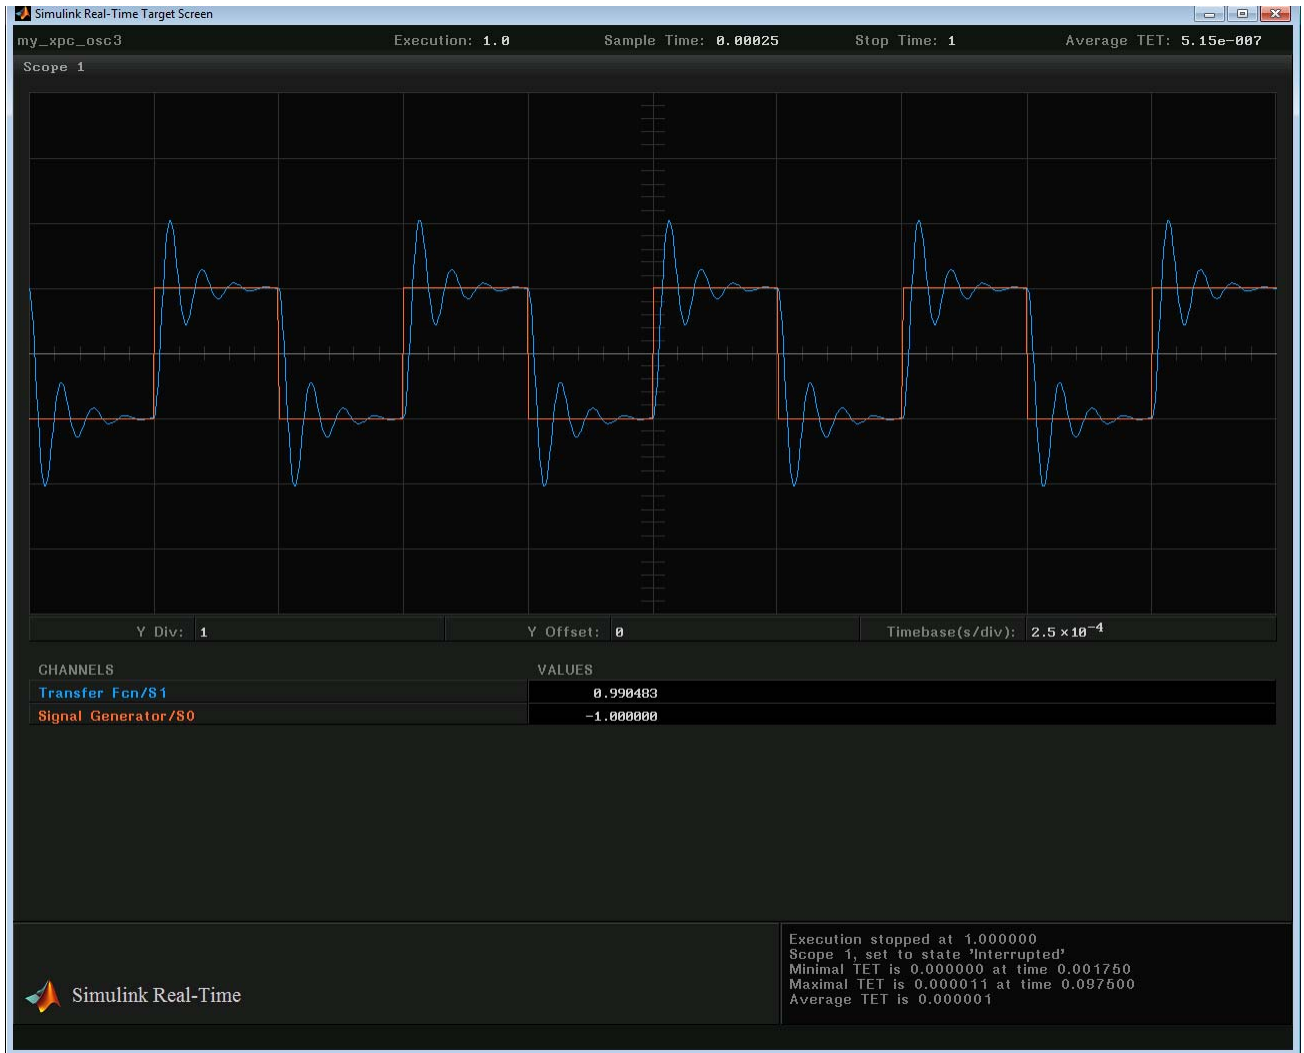 Simulink Real-Time Target Screen
my_xpc_osc3 Execution: 1.0 Sample Time: 0.00025 Stop Time: 1 Average TET: 5.15e-007
Scope 1
Y Div: 1 Y Offset: 0 Timebase(s/div): 2.5×10⁻⁴
CHANNELS VALUES
Transfer Fcn/S1 0.990483
Signal Generator/S0 -1.000000
Execution stopped at 1.000000
Scope 1, set to state 'Interrupted'
Minimal TET is 0.000000 at time 0.001750
Maximal TET is 0.000011 at time 0.097500
Average TET is 0.000001
Simulink Real-Time